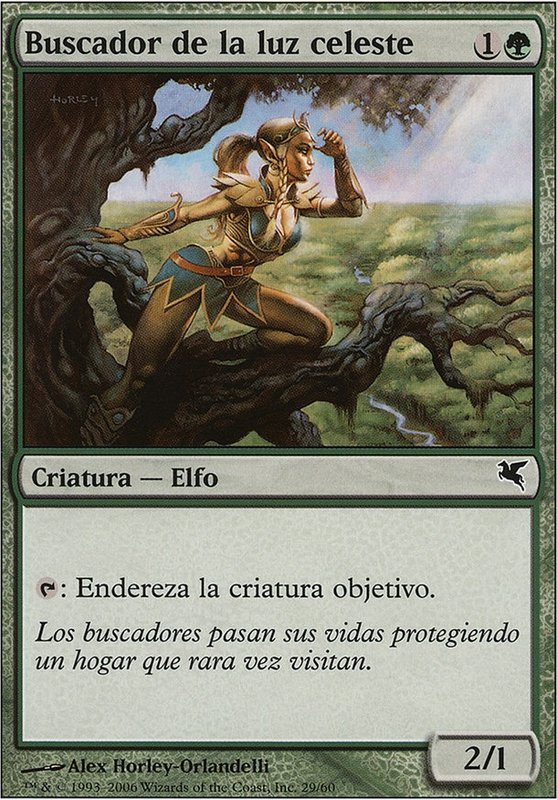 Buscador de la luz celeste 1
HORLEY
Criatura — Elfo
: Endereza la criatura objetivo.
Los buscadores pasan sus vidas protegiendo
un hogar que rara vez visitan.
2/1
Alex Horley-Orlandelli
™ & © 1993–2006 Wizards of the Coast, Inc. 29/60